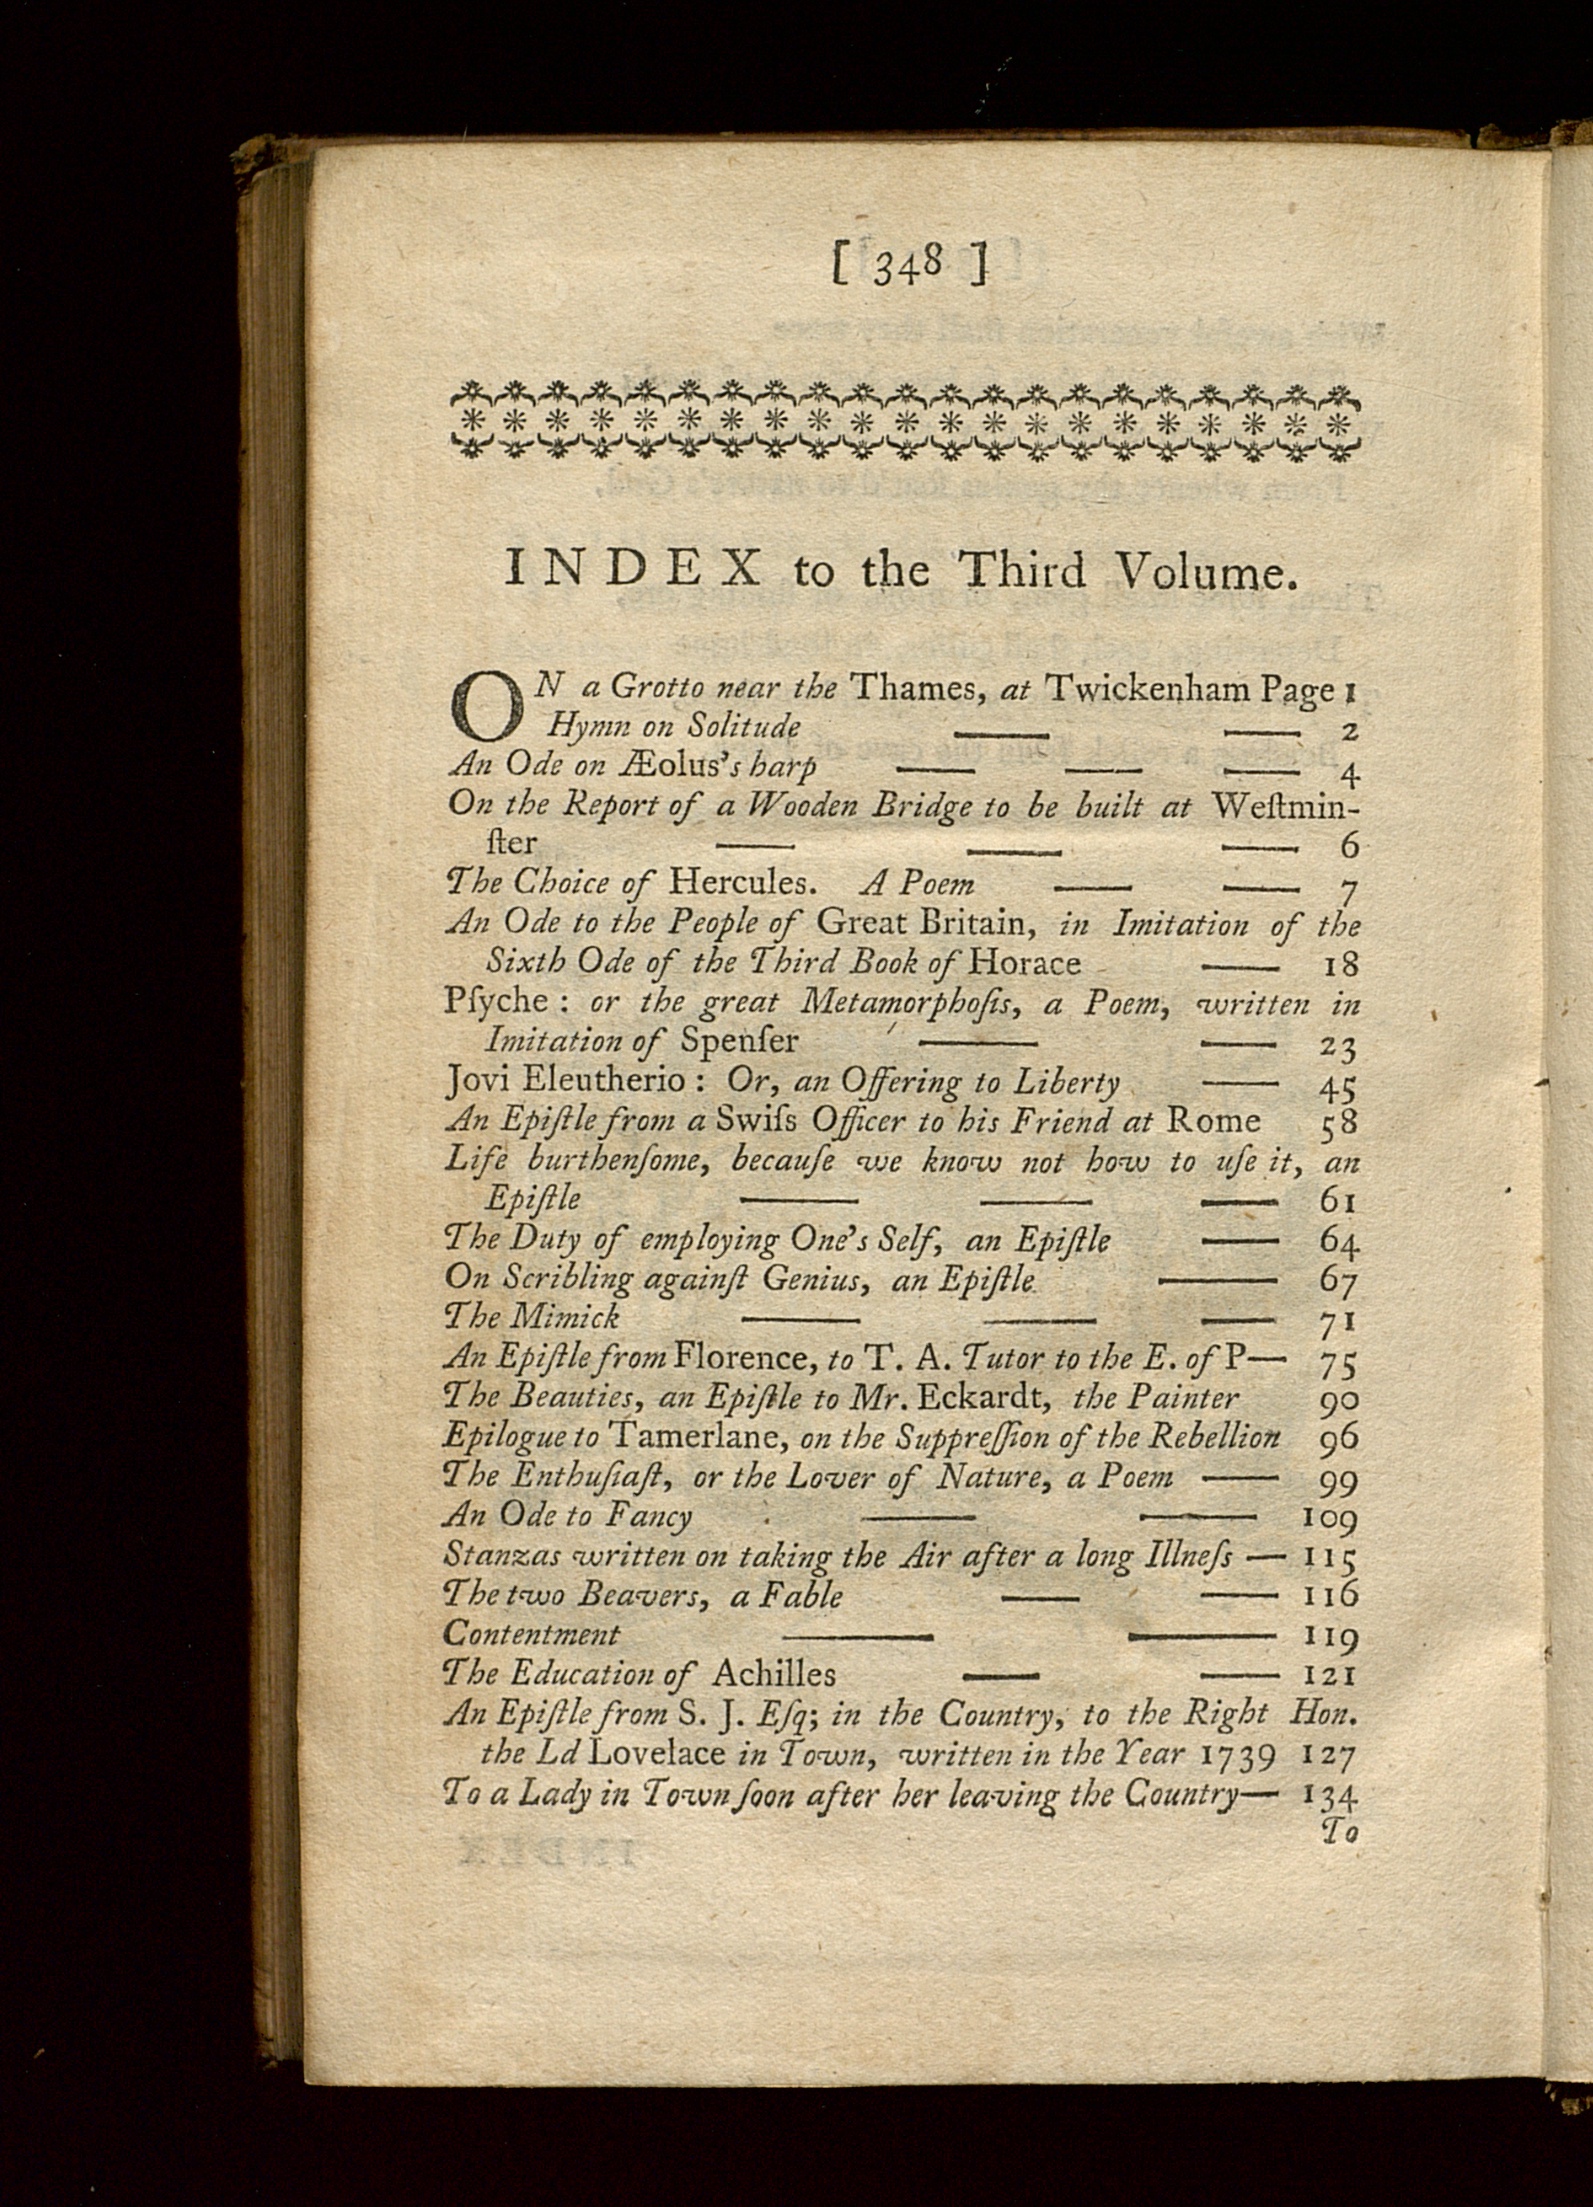 [ 348 ]
INDEX to the Third Volume.
ON a Grotto near the Thames, at Twickenham Page 1
Hymn on Solitude — — 2
An Ode on Æolus's harp — — — 4
On the Report of a Wooden Bridge to be built at Weſtmin-
ſter — — — 6
The Choice of Hercules. A Poem — — 7
An Ode to the People of Great Britain, in Imitation of the
Sixth Ode of the Third Book of Horace — 18
Pſyche : or the great Metamorphoſis, a Poem, written in
Imitation of Spenſer — — 23
Jovi Eleutherio : Or, an Offering to Liberty — 45
An Epiſtle from a Swiſs Officer to his Friend at Rome 58
Life burthenſome, becauſe we know not how to uſe it, an
Epiſtle — — — 61
The Duty of employing One's Self, an Epiſtle — 64
On Scribling againſt Genius, an Epiſtle — 67
The Mimick — — — 71
An Epiſtle from Florence, to T. A. Tutor to the E. of P— 75
The Beauties, an Epiſtle to Mr. Eckardt, the Painter 90
Epilogue to Tamerlane, on the Suppreſſion of the Rebellion 96
The Enthuſiaſt, or the Lover of Nature, a Poem — 99
An Ode to Fancy — — 109
Stanzas written on taking the Air after a long Illneſs — 115
The two Beavers, a Fable — — 116
Contentment — — 119
The Education of Achilles — — 121
An Epiſtle from S. J. Eſq; in the Country, to the Right Hon.
the Ld Lovelace in Town, written in the Year 1739 127
To a Lady in Town ſoon after her leaving the Country— 134
To